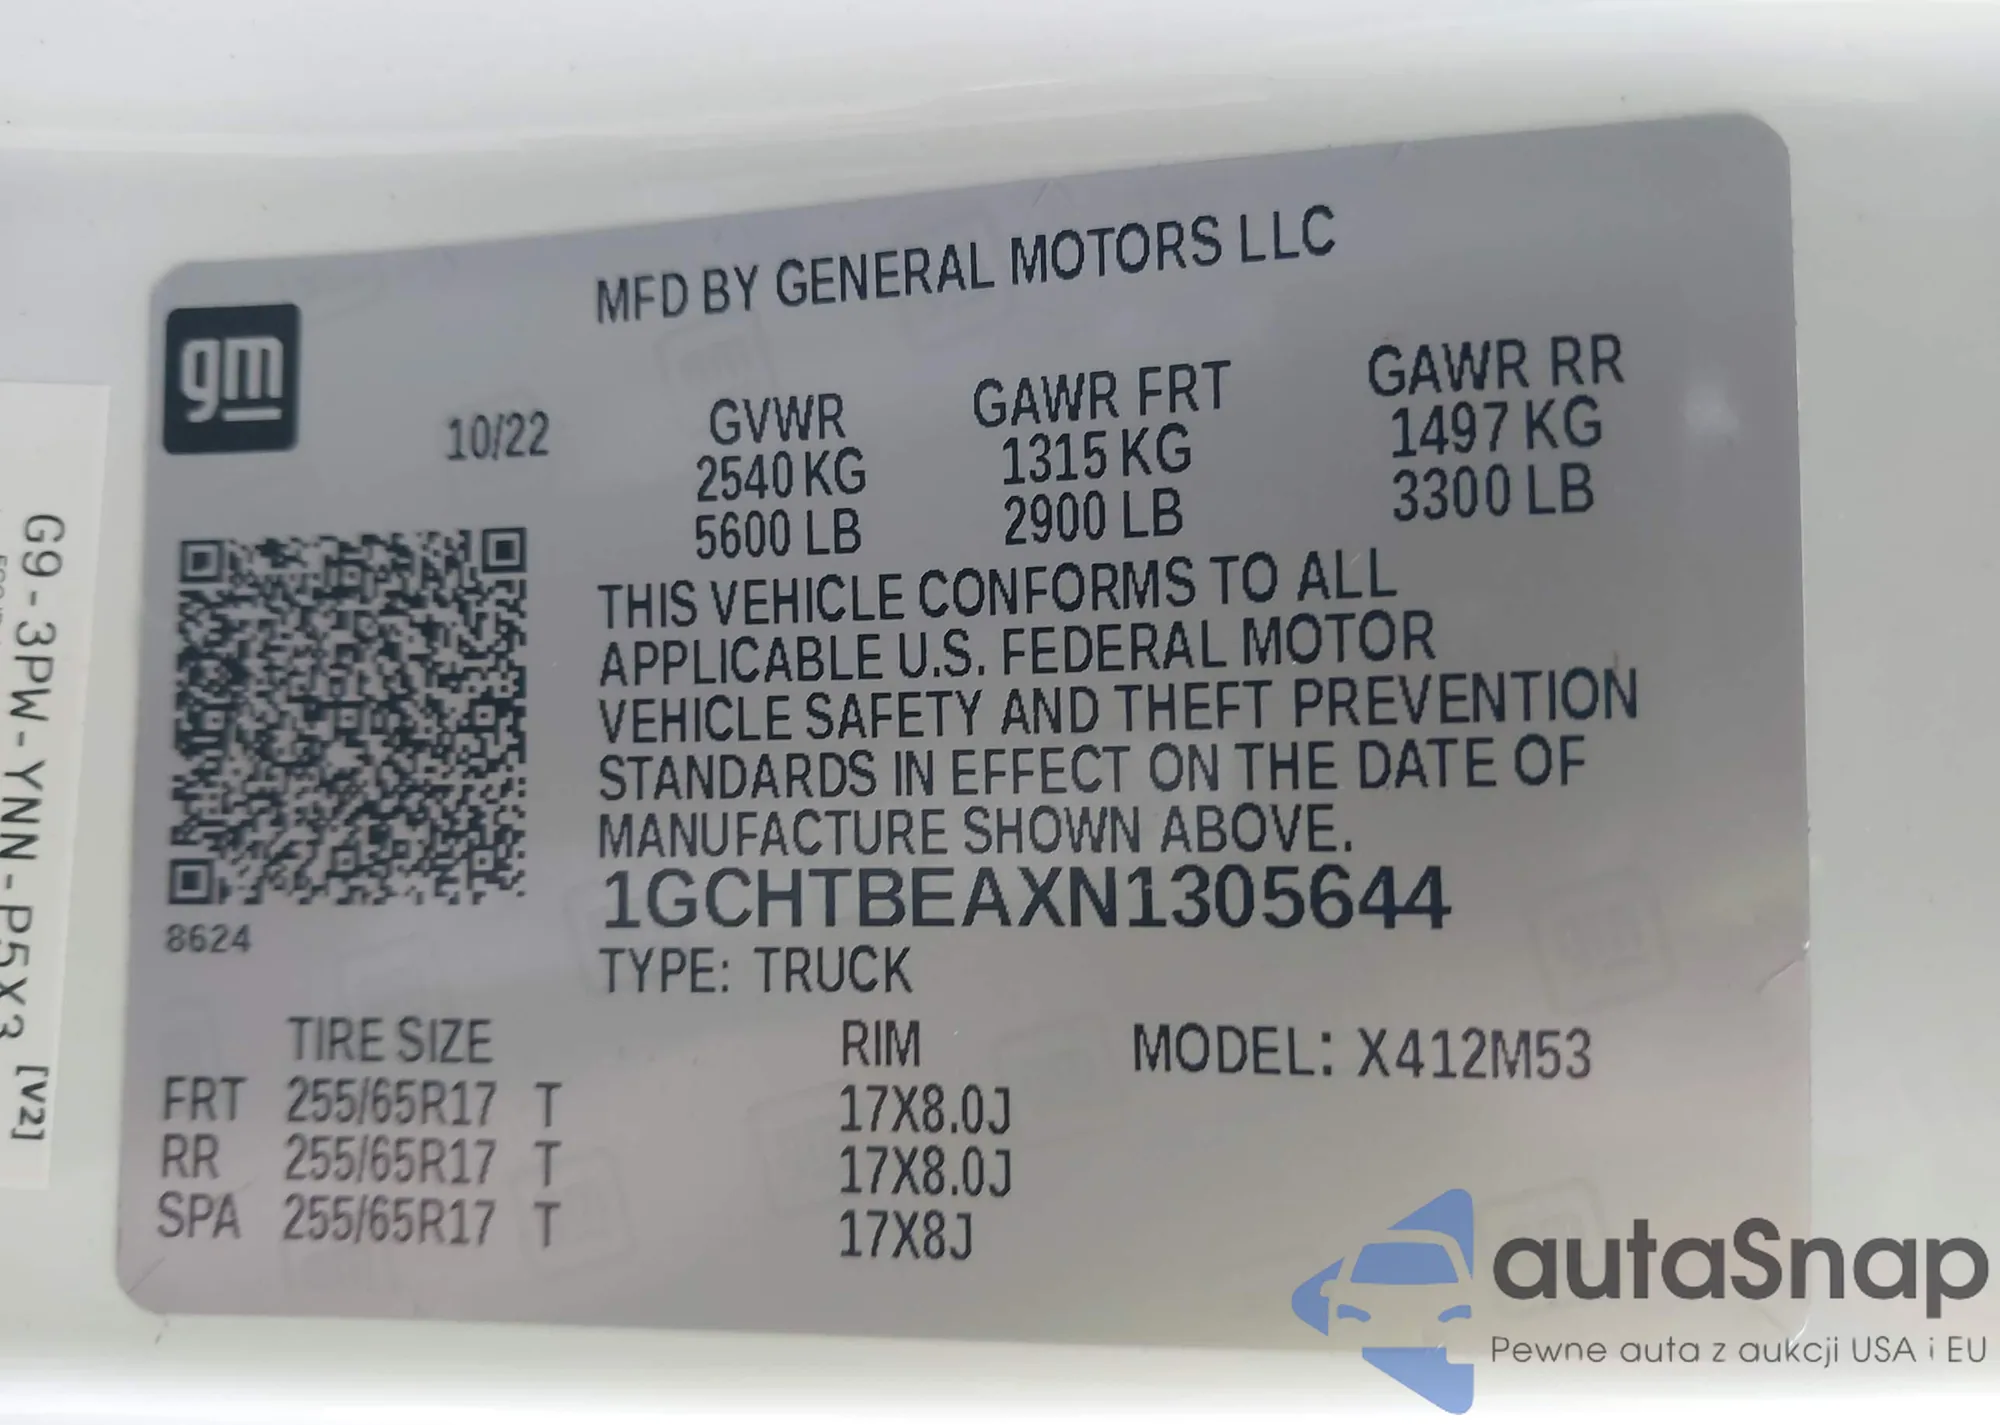 MFD BY GENERAL MOTORS LLC
gm
10/22
GVWR GAWR FRT GAWR RR
2540 KG 1315 KG 1497 KG
5600 LB 2900 LB 3300 LB
THIS VEHICLE CONFORMS TO ALL
APPLICABLE U.S. FEDERAL MOTOR
VEHICLE SAFETY AND THEFT PREVENTION
STANDARDS IN EFFECT ON THE DATE OF
MANUFACTURE SHOWN ABOVE.
1GCHTBEAXN1305644
8624
TYPE: TRUCK
TIRE SIZE RIM MODEL: X412M53
FRT 255/65R17 T 17X8.0J
RR 255/65R17 T 17X8.0J
SPA 255/65R17 T 17X8J
G9-3PW-YNN-P5X3 [V2]
autaSnap
Pewne auta z aukcji USA i EU